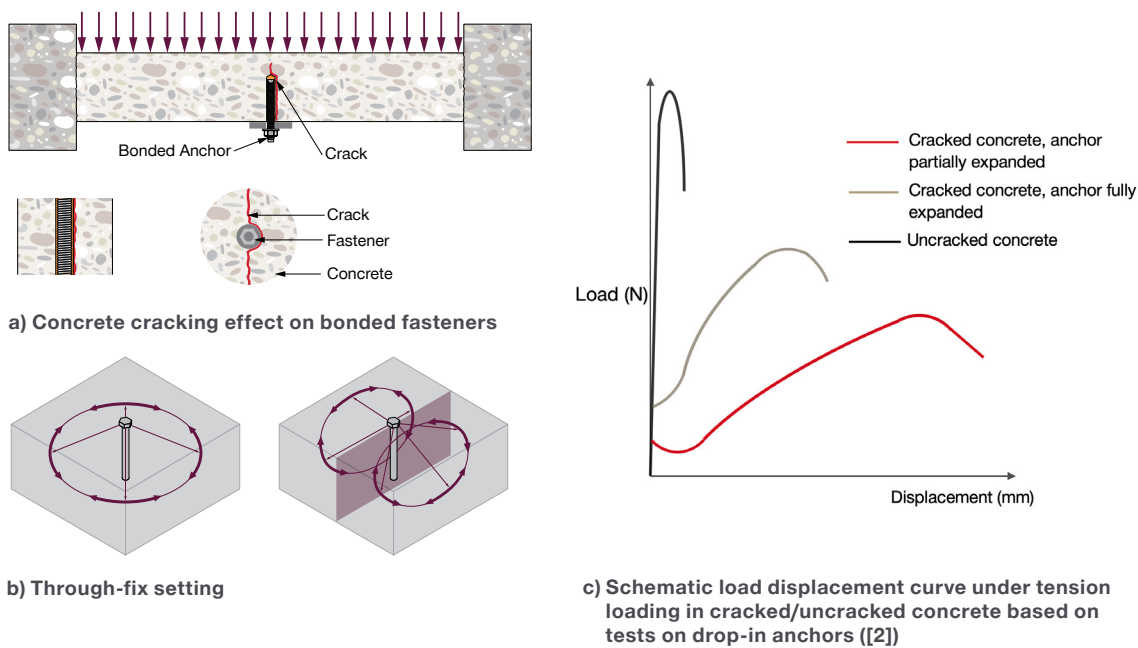 Bonded Anchor
Crack
Crack
Fastener
Concrete
a) Concrete cracking effect on bonded fasteners
b) Through-fix setting
Cracked concrete, anchor
partially expanded
Cracked concrete, anchor fully
expanded
Uncracked concrete
Load (N)
Displacement (mm)
c) Schematic load displacement curve under tension
loading in cracked/uncracked concrete based on
tests on drop-in anchors ([2])